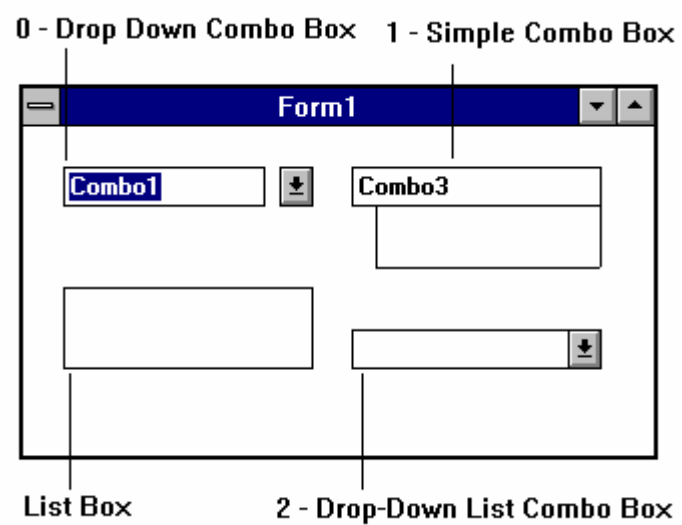 0 - Drop Down Combo Box
1 - Simple Combo Box
Form1
Combo1
Combo3
List Box
2 - Drop-Down List Combo Box